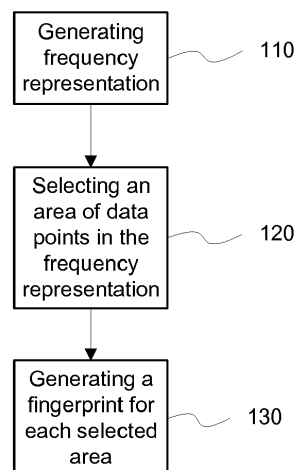 Generating
frequency
representation
110
Selecting an
area of data
points in the
frequency
representation
120
Generating a
fingerprint for
each selected
area
130